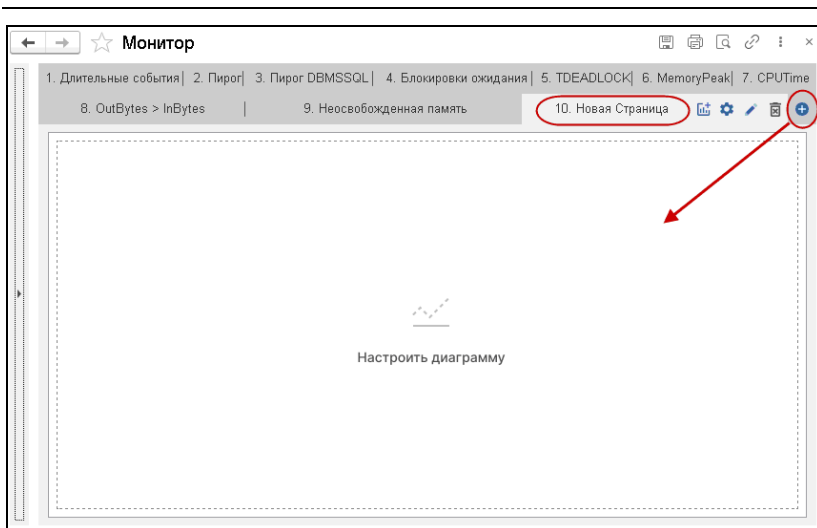 Монитор
1. Длительные события | 2. Пирог | 3. Пирог DBMSSQL | 4. Блокировки ожидания | 5. TDEADLOCK | 6. MemoryPeak | 7. CPUTime
8. OutBytes > InBytes | 9. Неосвобожденная память 10. Новая Страница
Настроить диаграмму